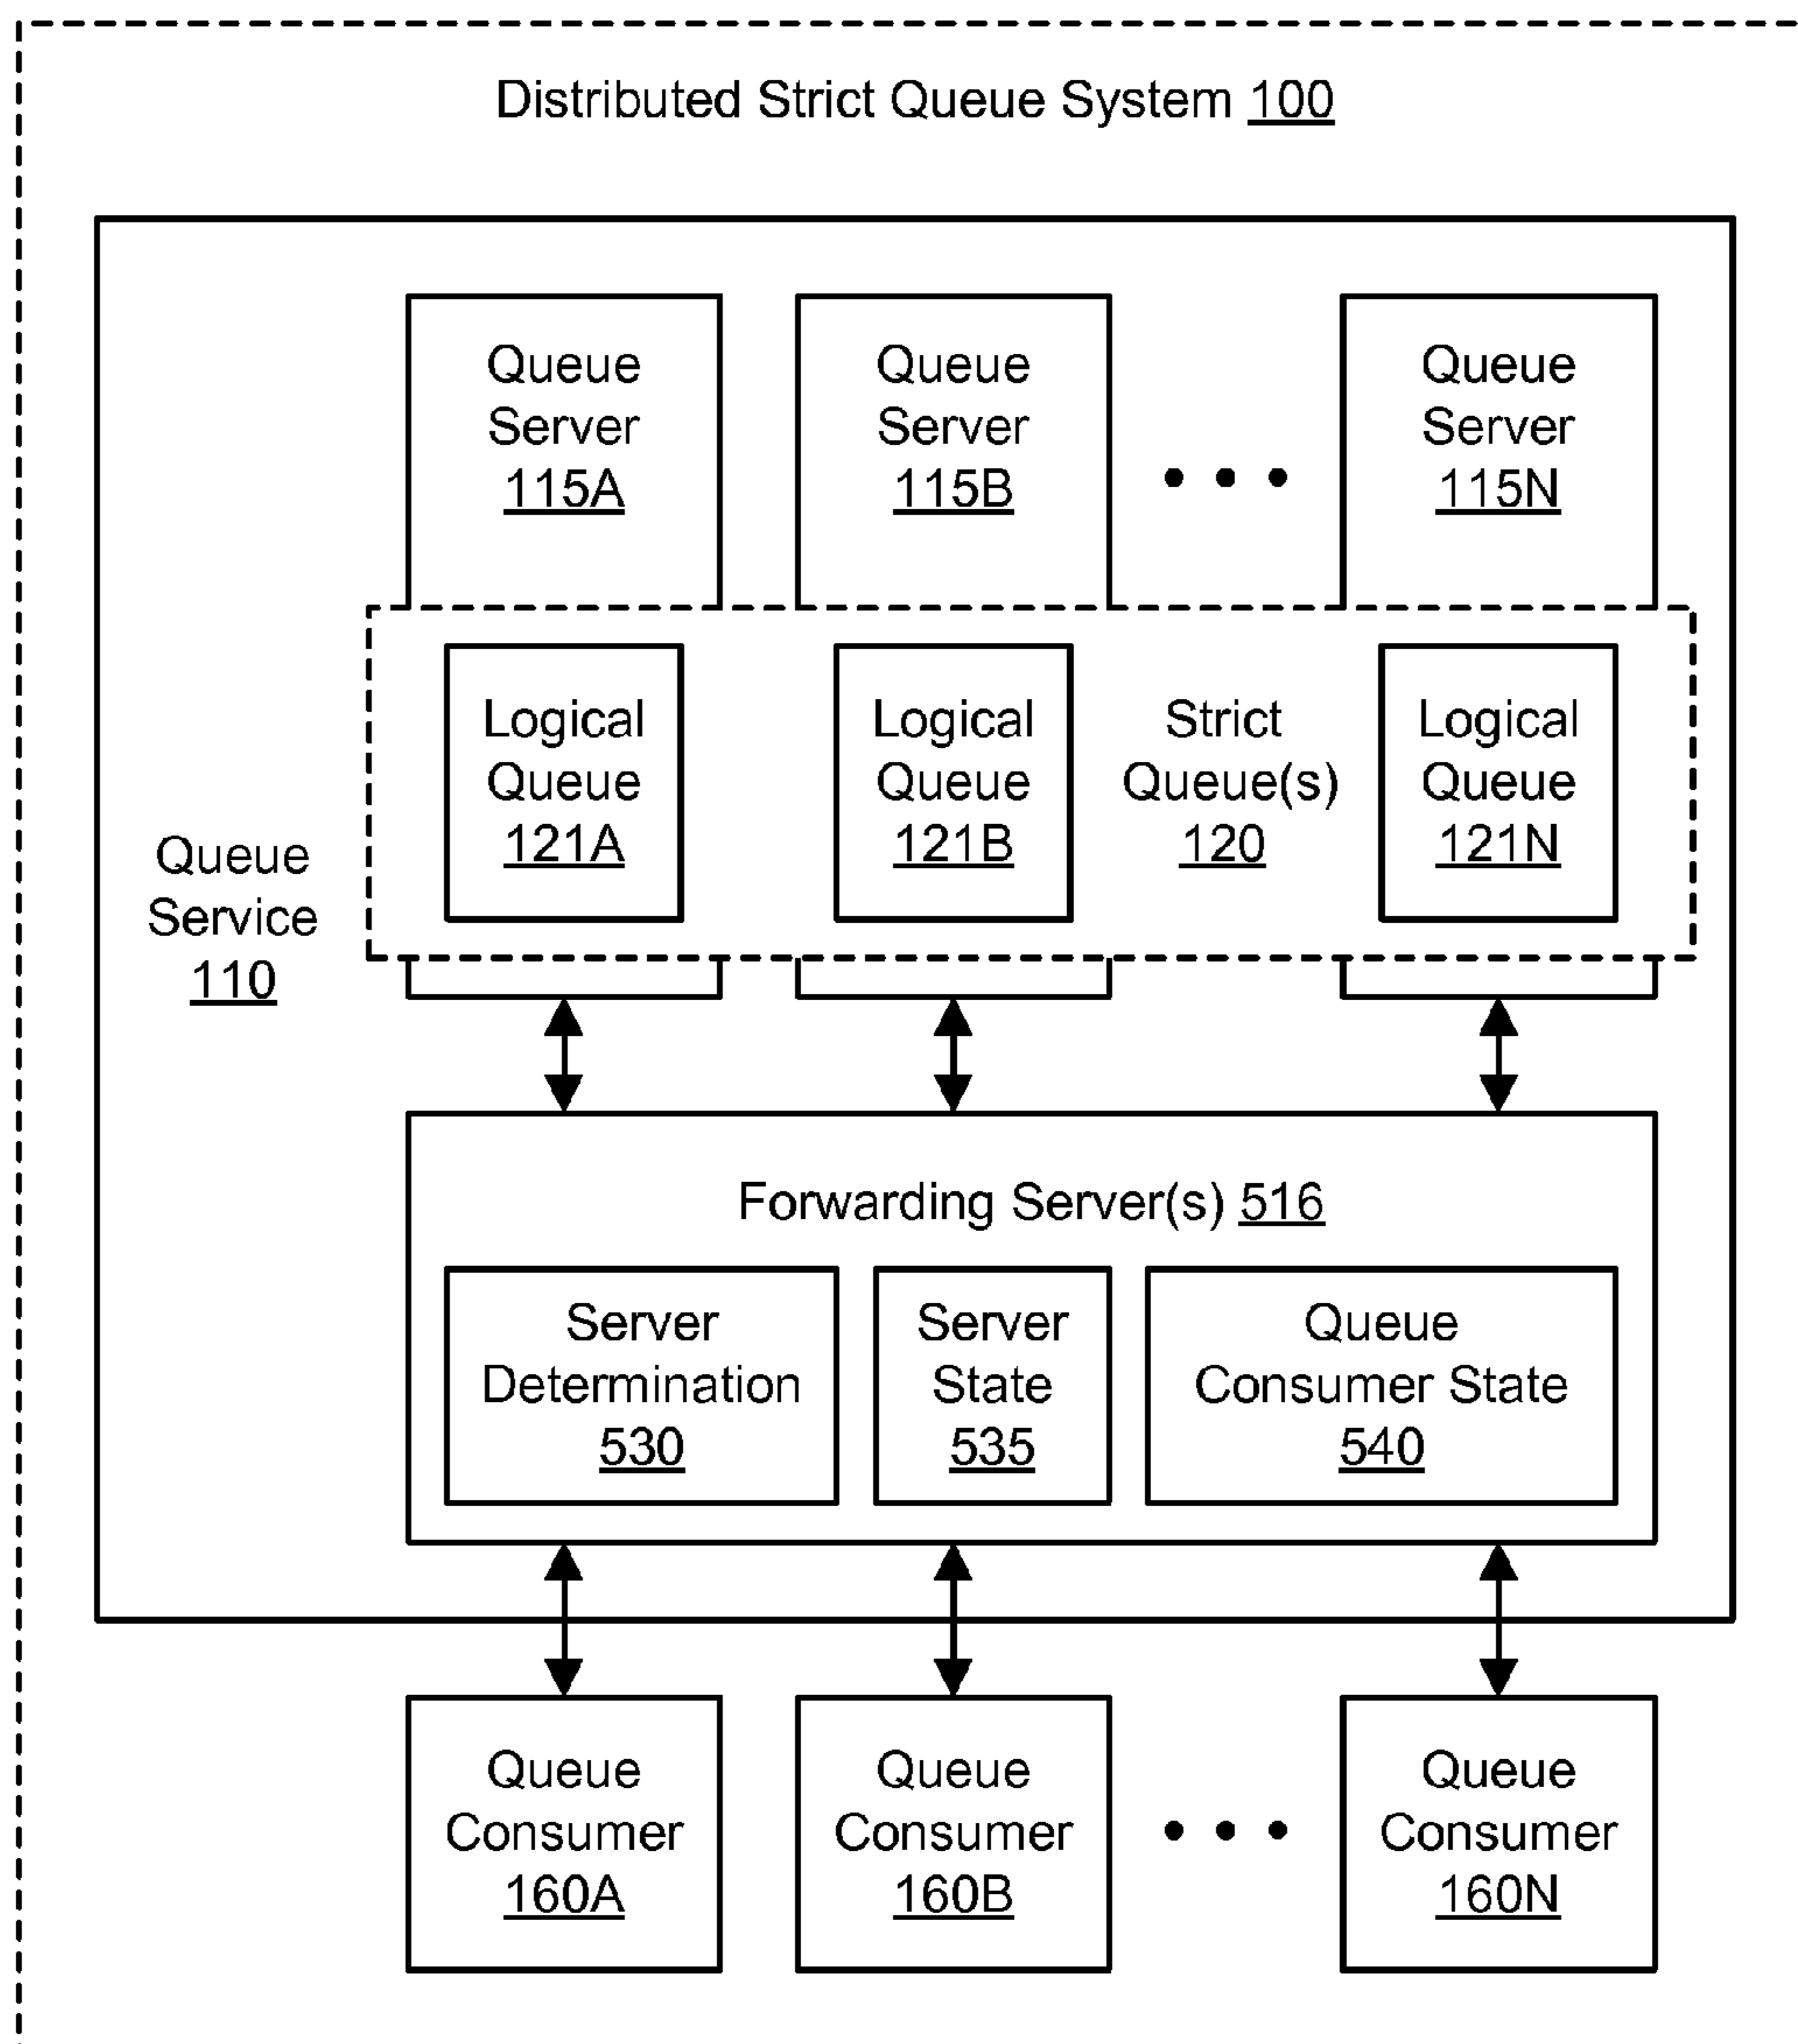 Distributed Strict Queue System 100
Queue
Server
115A
Queue
Server
115B
• • •
Queue
Server
115N
Logical
Queue
121A
Logical
Queue
121B
Strict
Queue(s)
120
Logical
Queue
121N
Queue
Service
110
Forwarding Server(s) 516
Server
Determination
530
Server
State
535
Queue
Consumer State
540
Queue
Consumer
160A
Queue
Consumer
160B
• • •
Queue
Consumer
160N